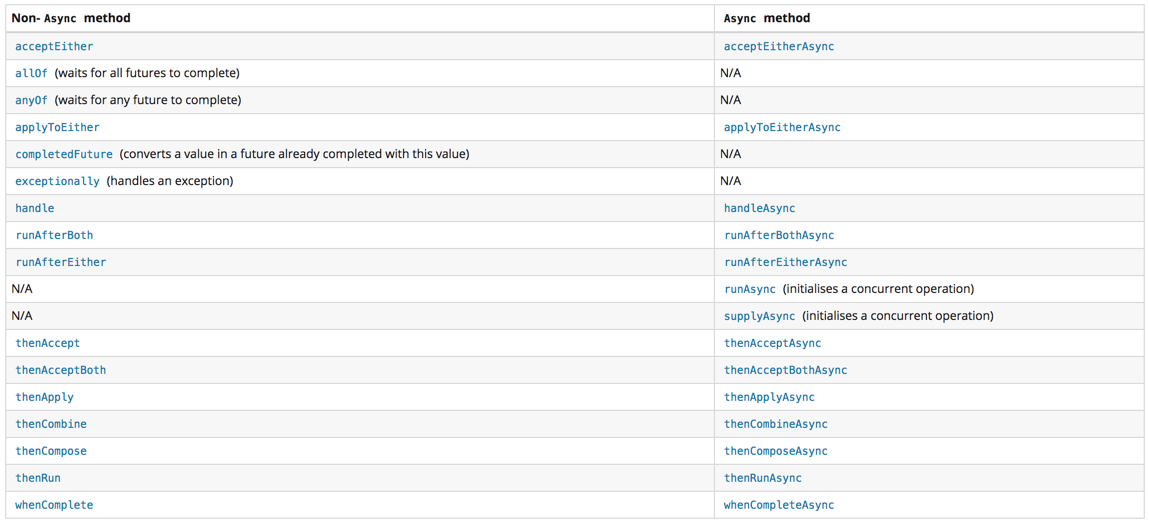 Non- Async method Async method
acceptEither acceptEitherAsync
allOf (waits for all futures to complete) N/A
anyOf (waits for any future to complete) N/A
applyToEither applyToEitherAsync
completedFuture (converts a value in a future already completed with this value) N/A
exceptionally (handles an exception) N/A
handle handleAsync
runAfterBoth runAfterBothAsync
runAfterEither runAfterEitherAsync
N/A runAsync (initialises a concurrent operation)
N/A supplyAsync (initialises a concurrent operation)
thenAccept thenAcceptAsync
thenAcceptBoth thenAcceptBothAsync
thenApply thenApplyAsync
thenCombine thenCombineAsync
thenCompose thenComposeAsync
thenRun thenRunAsync
whenComplete whenCompleteAsync